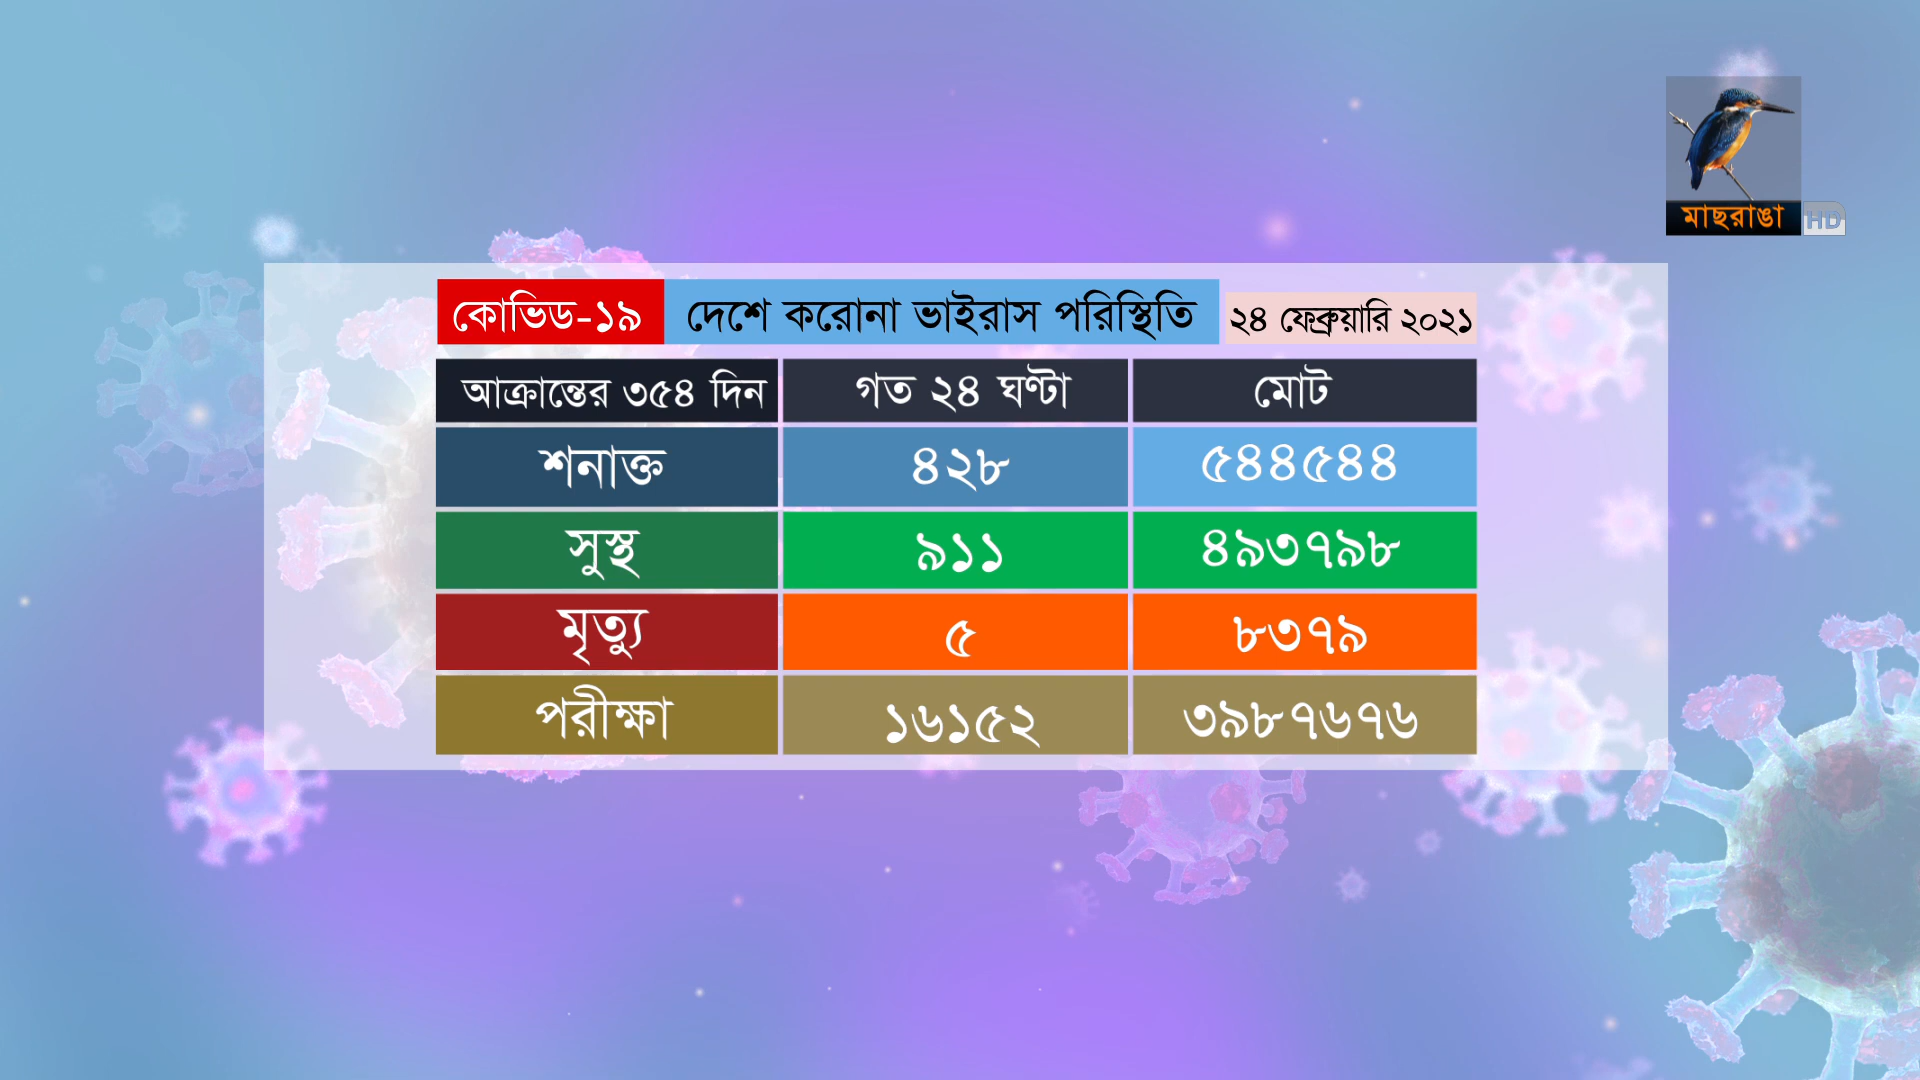 মাছরাঙা HD
কোভিড-১৯ দেশে করোনা ভাইরাস পরিস্থিতি ২৪ ফেব্রুয়ারি ২০২১
আক্রান্তের ৩৫৪ দিন গত ২৪ ঘণ্টা মোট
শনাক্ত ৪২৮ ৫৪৪৫৪৪
সুস্থ ৯১১ ৪৯৩৭৯৮
মৃত্যু ৫ ৮৩৭৯
পরীক্ষা ১৬১৫২ ৩৯৮৭৬৭৬